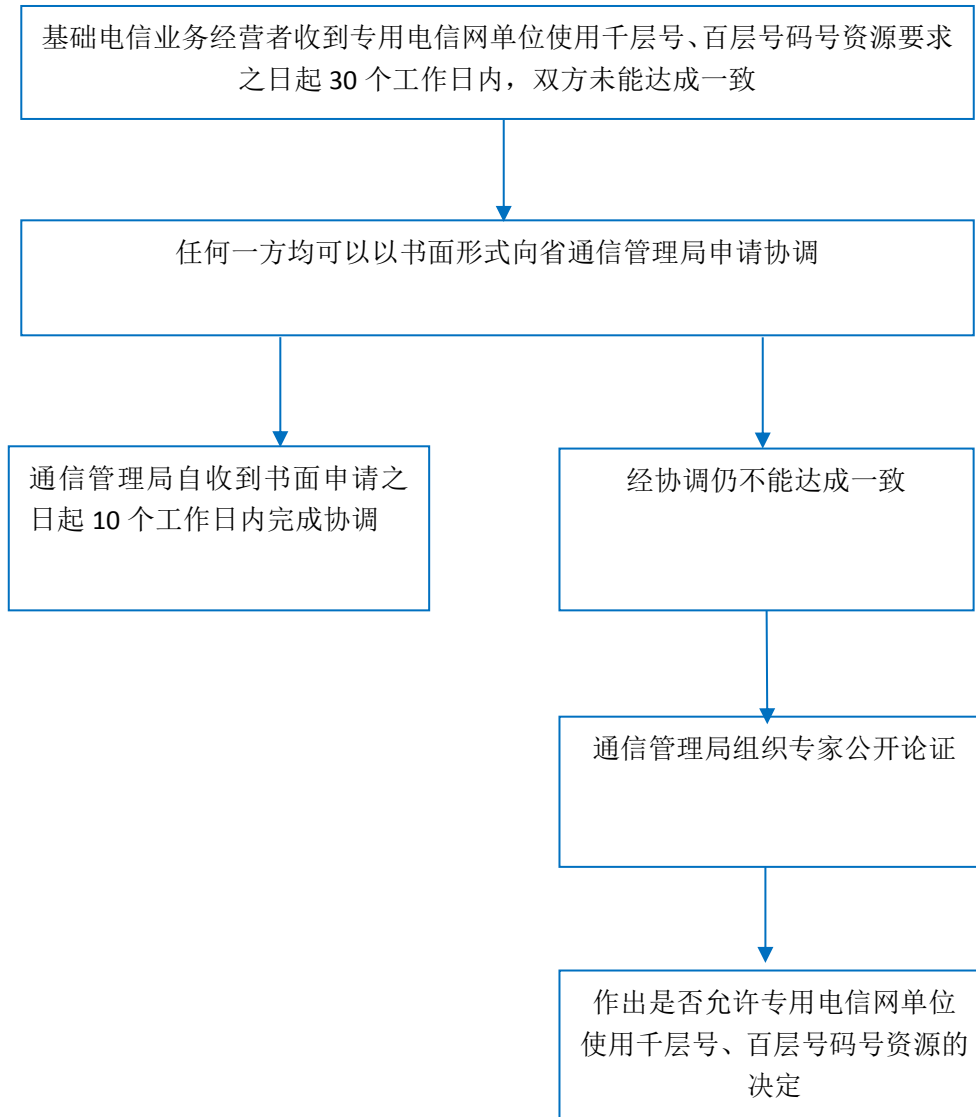 基础电信业务经营者收到专用电信网单位使用千层号、百层号码号资源要求
之日起 30 个工作日内，双方未能达成一致
任何一方均可以以书面形式向省通信管理局申请协调
通信管理局自收到书面申请之
日起 10 个工作日内完成协调
经协调仍不能达成一致
通信管理局组织专家公开论证
作出是否允许专用电信网单位
使用千层号、百层号码号资源的
决定